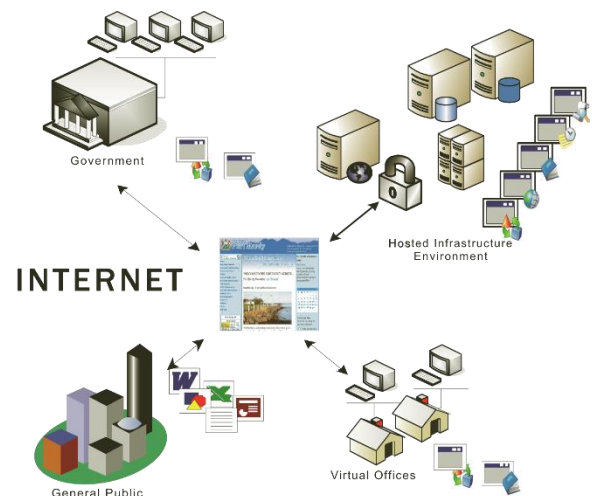 Government
Hosted Infrastructure
Environment
INTERNET
General Public
Virtual Offices